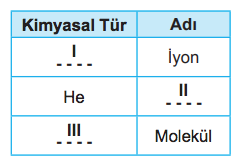 Kimyasal Tür Adı
I
---- İyon
He II
----
III
---- Molekül